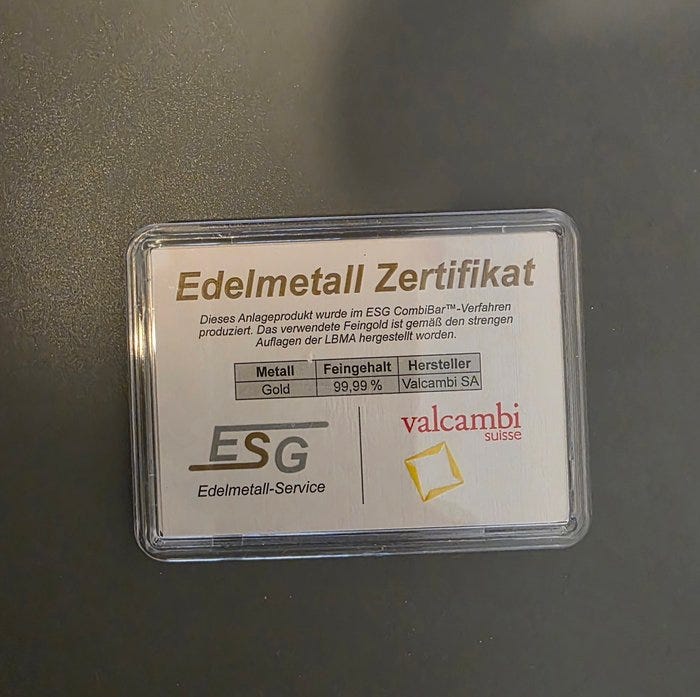 Edelmetall Zertifikat
Dieses Anlageprodukt wurde im ESG CombiBar™-Verfahren
produziert. Das verwendete Feingold ist gemäß den strengen
Auflagen der LBMA hergestellt worden.
Metall Feingehalt Hersteller
Gold 99,99 % Valcambi SA
ESG
Edelmetall-Service
valcambi
suisse